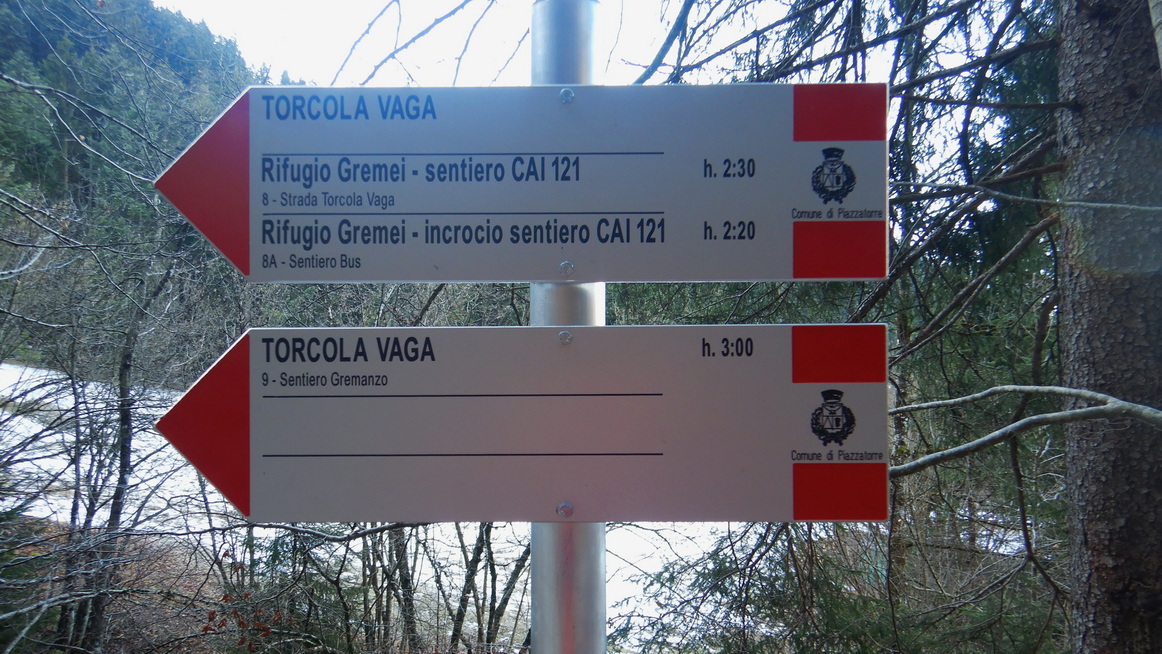 TORCOLA VAGA
Rifugio Gremei - sentiero CAI 121 h. 2:30
8 - Strada Torcola Vaga
Rifugio Gremei - incrocio sentiero CAI 121 h. 2:20
8A - Sentiero Bus
Comune di Piazzatorre
TORCOLA VAGA h. 3:00
9 - Sentiero Gremanzo
Comune di Piazzatorre